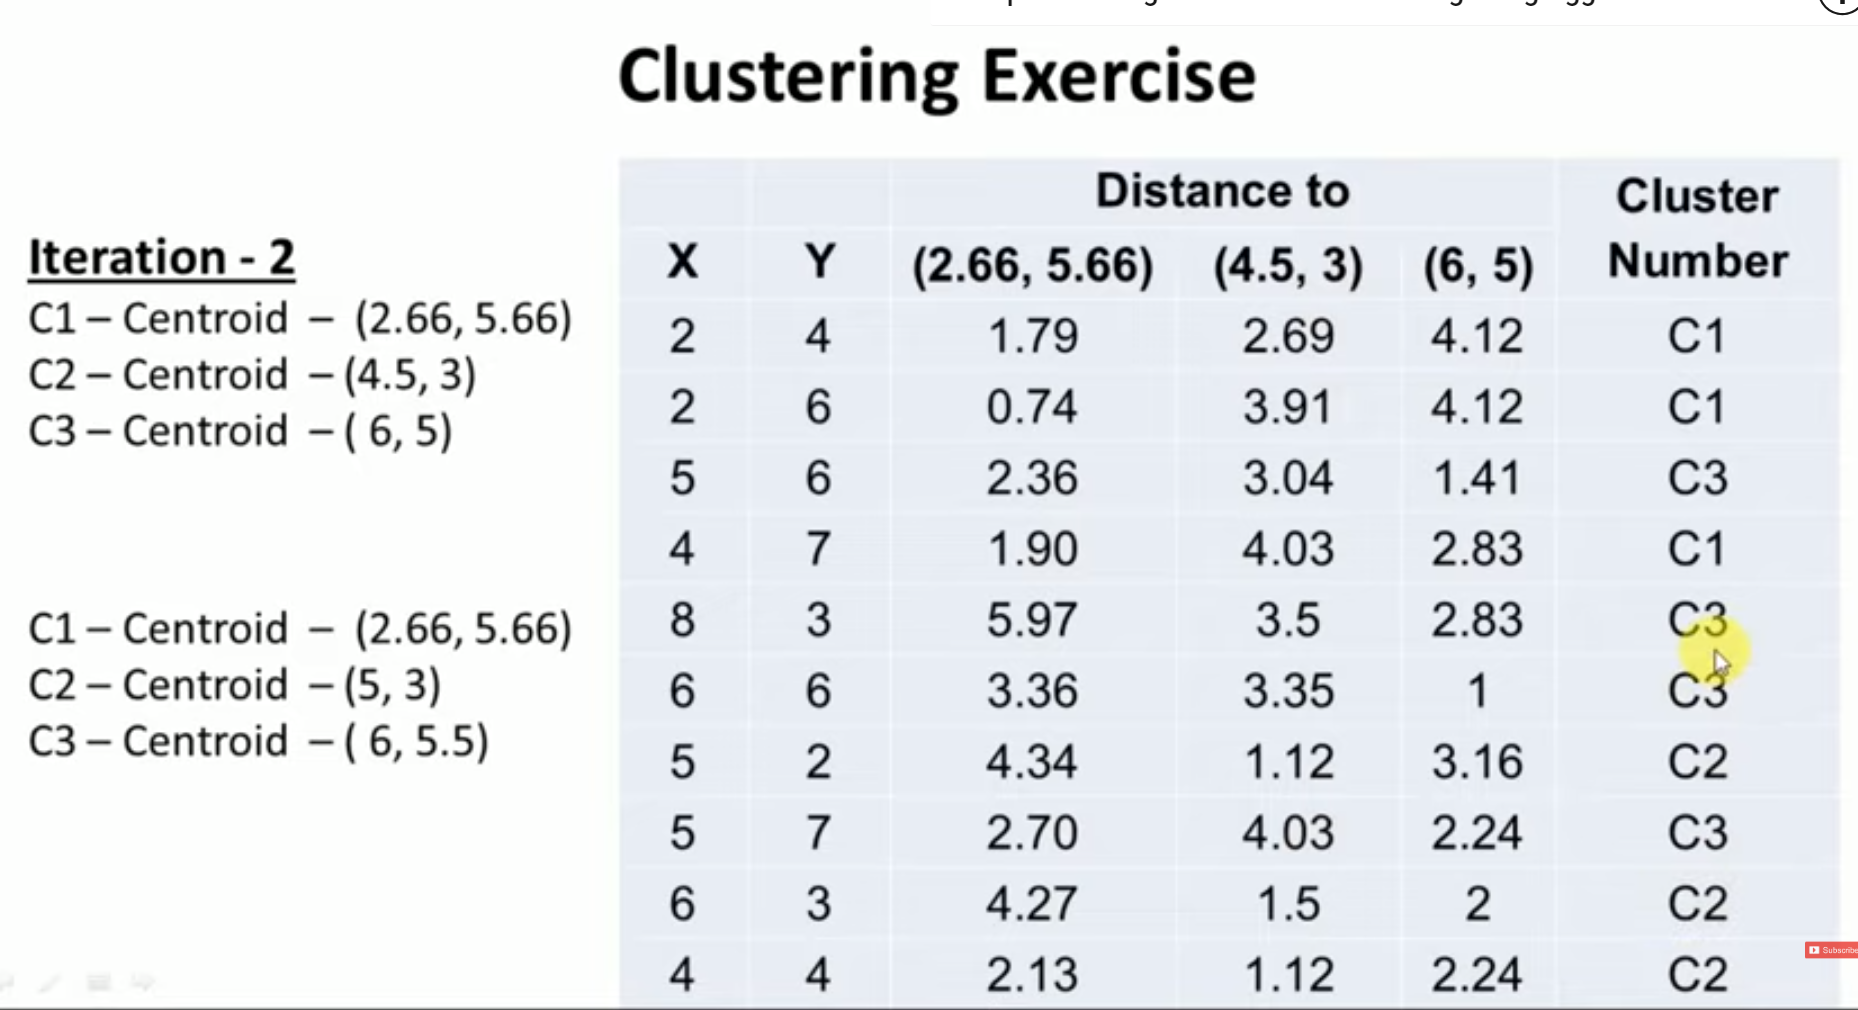 Clustering Exercise
Iteration - 2
C1 – Centroid – (2.66, 5.66)
C2 – Centroid – (4.5, 3)
C3 – Centroid – ( 6, 5)
C1 – Centroid – (2.66, 5.66)
C2 – Centroid – (5, 3)
C3 – Centroid – ( 6, 5.5)
Distance to Cluster
X Y (2.66, 5.66) (4.5, 3) (6, 5) Number
2 4 1.79 2.69 4.12 C1
2 6 0.74 3.91 4.12 C1
5 6 2.36 3.04 1.41 C3
4 7 1.90 4.03 2.83 C1
8 3 5.97 3.5 2.83 C3
6 6 3.36 3.35 1 C3
5 2 4.34 1.12 3.16 C2
5 7 2.70 4.03 2.24 C3
6 3 4.27 1.5 2 C2
4 4 2.13 1.12 2.24 C2
Subscribe